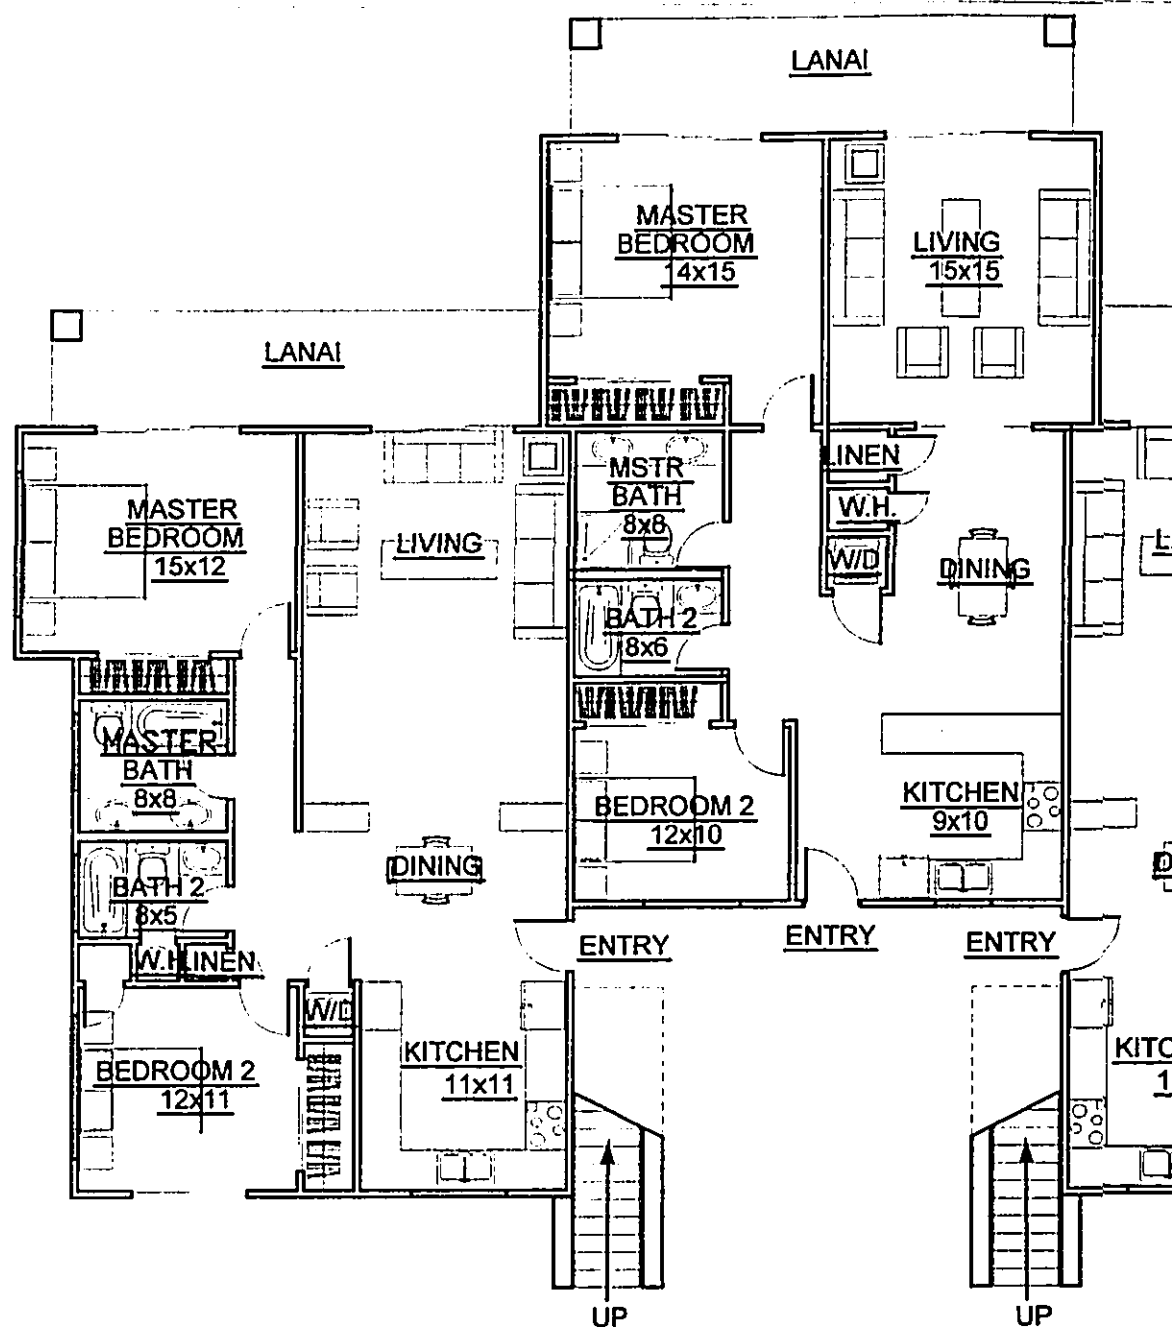 LANAI
MASTER
BEDROOM
14x15
LIVING
15x15
LANAI
MASTER
BEDROOM
15x12
LIVING
MSTR
BATH
8x8
LINEN
W.H.
W/D
DINING
BATH 2
8x6
MASTER
BATH
8x8
BEDROOM 2
12x10
KITCHEN
9x10
BATH 2
8x5
DINING
W.H.
LINEN
ENTRY
ENTRY
ENTRY
W/D
BEDROOM 2
12x11
KITCHEN
11x11
KITC
1
L
D
UP
UP